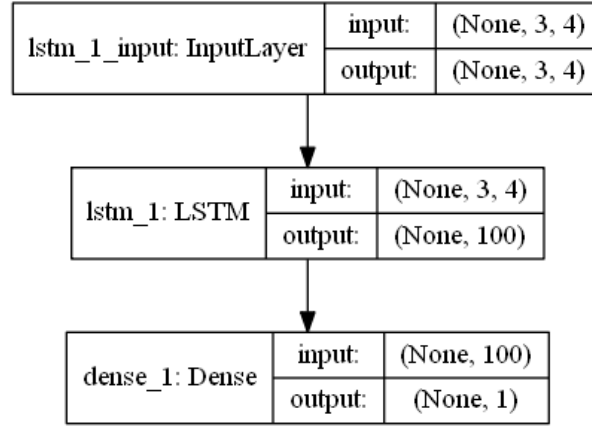 lstm_1_input: InputLayer
input: (None, 3, 4)
output: (None, 3, 4)
lstm_1: LSTM
input: (None, 3, 4)
output: (None, 100)
dense_1: Dense
input: (None, 100)
output: (None, 1)